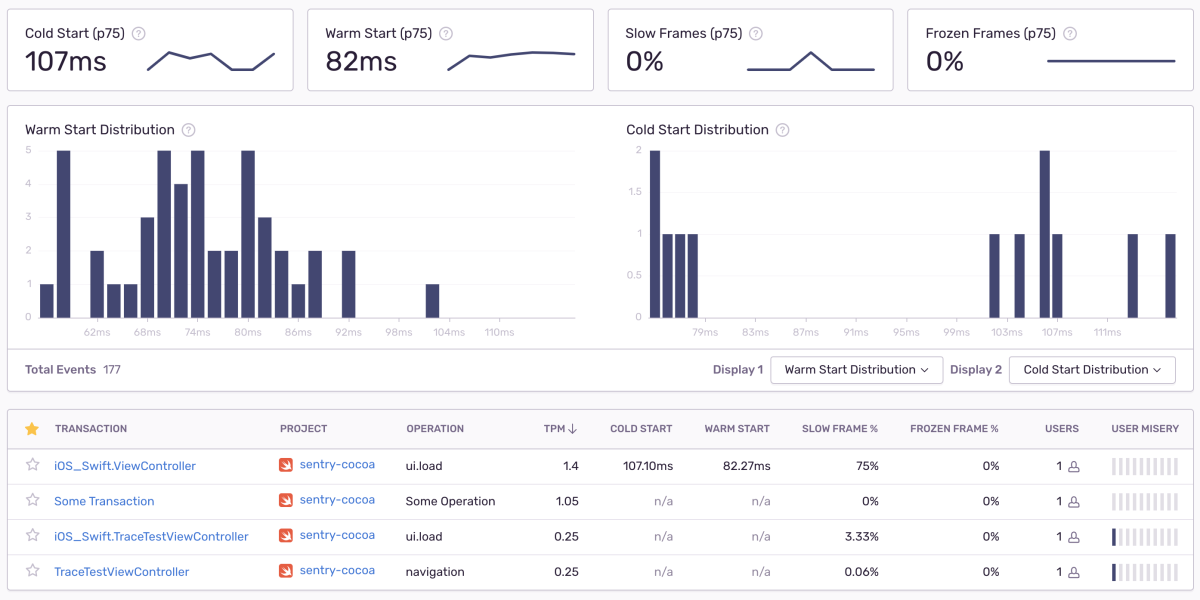 Cold Start (p75) ?
107ms
Warm Start (p75) ?
82ms
Slow Frames (p75) ?
0%
Frozen Frames (p75) ?
0%
Warm Start Distribution ?
5
4
3
2
1
0
62ms 68ms 74ms 80ms 86ms 92ms 98ms 104ms 110ms
Cold Start Distribution ?
2
1.5
1
0.5
0
79ms 83ms 87ms 91ms 95ms 99ms 103ms 107ms 111ms
Total Events 177
Display 1 Warm Start Distribution Display 2 Cold Start Distribution
TRANSACTION PROJECT OPERATION TPM COLD START WARM START SLOW FRAME % FROZEN FRAME % USERS USER MISERY
iOS_Swift.ViewController sentry-cocoa ui.load 1.4 107.10ms 82.27ms 75% 0% 1
Some Transaction sentry-cocoa Some Operation 1.05 n/a n/a 0% 0% 1
iOS_Swift.TraceTestViewController sentry-cocoa ui.load 0.25 n/a n/a 3.33% 0% 1
TraceTestViewController sentry-cocoa navigation 0.25 n/a n/a 0.06% 0% 1